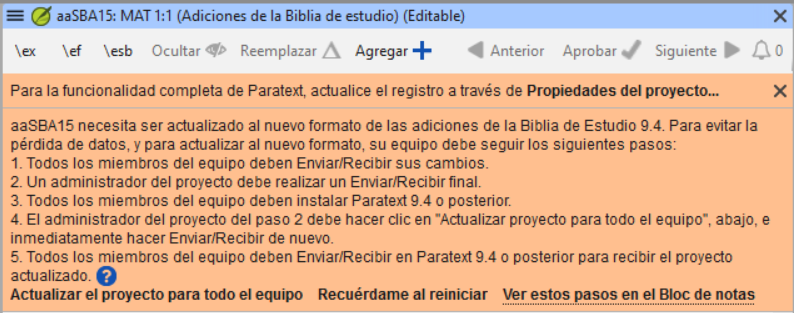 aaSBA15: MAT 1:1 (Adiciones de la Biblia de estudio) (Editable)
\ex \ef \esb Ocultar Reemplazar Agregar Anterior Aprobar Siguiente 0
Para la funcionalidad completa de Paratext, actualice el registro a través de Propiedades del proyecto...
aaSBA15 necesita ser actualizado al nuevo formato de las adiciones de la Biblia de Estudio 9.4. Para evitar la
pérdida de datos, y para actualizar al nuevo formato, su equipo debe seguir los siguientes pasos:
1. Todos los miembros del equipo deben Enviar/Recibir sus cambios.
2. Un administrador del proyecto debe realizar un Enviar/Recibir final.
3. Todos los miembros del equipo deben instalar Paratext 9.4 o posterior.
4. El administrador del proyecto del paso 2 debe hacer clic en "Actualizar proyecto para todo el equipo", abajo, e
inmediatamente hacer Enviar/Recibir de nuevo.
5. Todos los miembros del equipo deben Enviar/Recibir en Paratext 9.4 o posterior para recibir el proyecto
actualizado. ?
Actualizar el proyecto para todo el equipo Recuérdame al reiniciar Ver estos pasos en el Bloc de notas